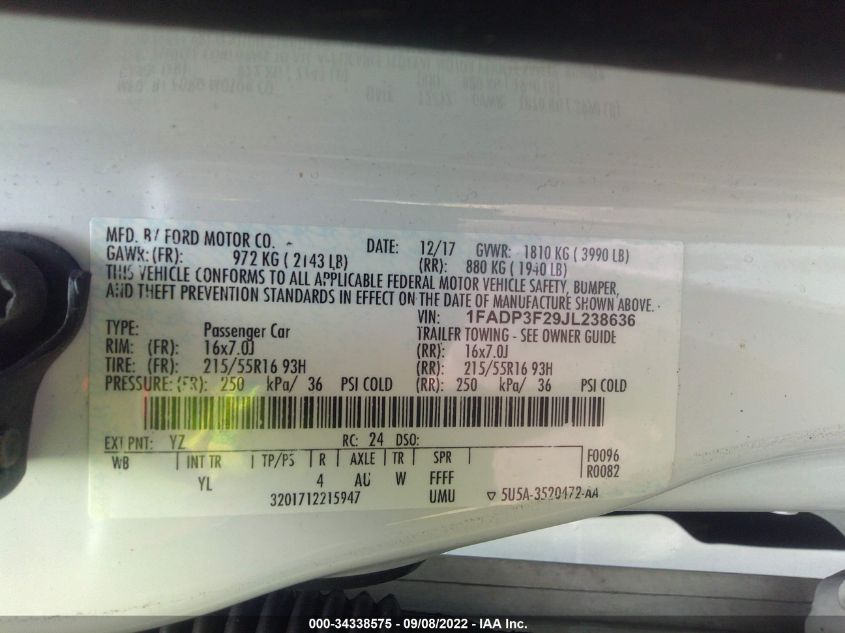 MFD. BY FORD MOTOR CO.
DATE: 12/17 GVWR: 1810 KG ( 3990 LB)
GAWR: (FR): 972 KG ( 2143 LB) (RR): 880 KG ( 1940 LB)
THIS VEHICLE CONFORMS TO ALL APPLICABLE FEDERAL MOTOR VEHICLE SAFETY, BUMPER,
AND THEFT PREVENTION STANDARDS IN EFFECT ON THE DATE OF MANUFACTURE SHOWN ABOVE.
VIN: 1FADP3F29JL238636
TYPE: Passenger Car TRAILER TOWING - SEE OWNER GUIDE
RIM: (FR): 16x7.0J (RR): 16x7.0J
TIRE: (FR): 215/55R16 93H (RR): 215/55R16 93H
PRESSURE: (FR): 250 kPa/ 36 PSI COLD (RR): 250 kPa/ 36 PSI COLD
EXT PNT: YZ RC: 24 DSO:
WB INT TR TP/PS R AXLE TR SPR F0096
YL 4 AU W FFFF R0082
3201712215947 UMU 5U5A-3520472-AA
000-34338575 - 09/08/2022 - IAA Inc.